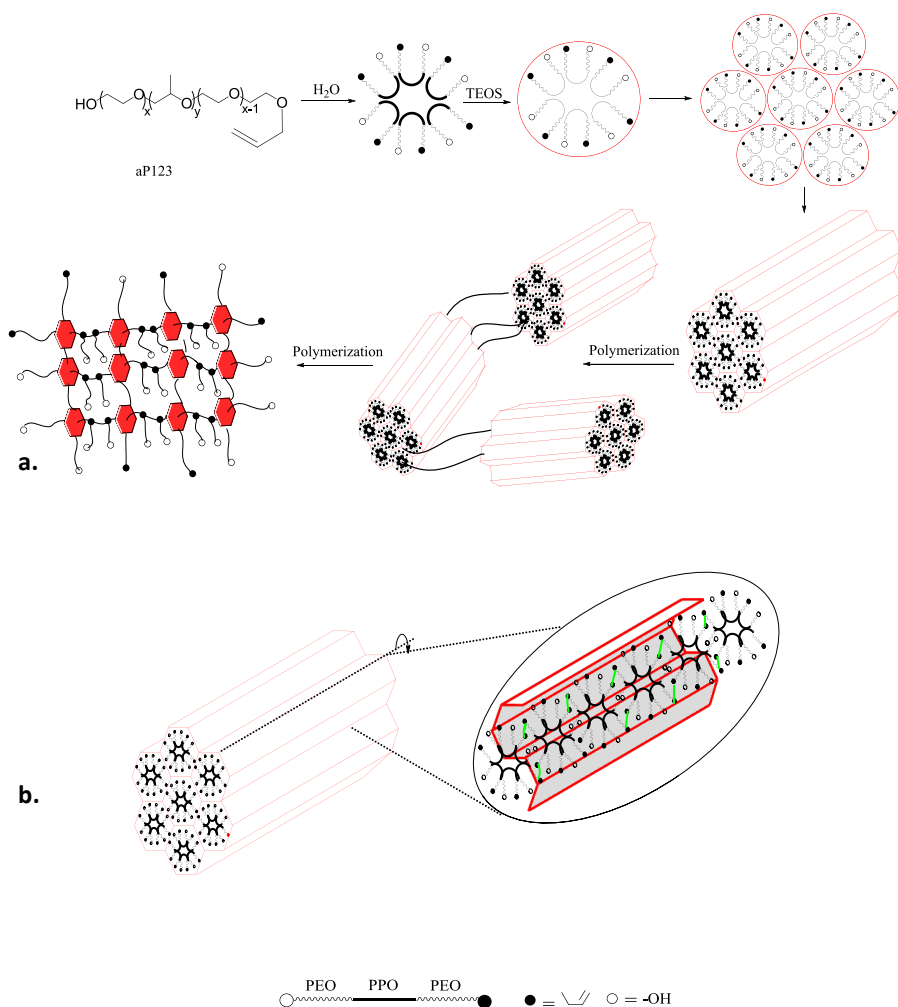 HO
O
x
O
y
O
x-1
O
aP123
H₂O
TEOS
Polymerization
Polymerization
a.
b.
PEO PPO PEO
= = -OH